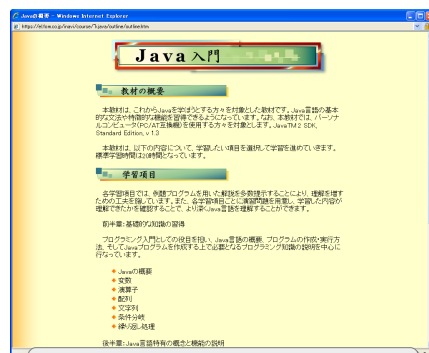 Javaの概要 - Windows Internet Explorer
Java入門
教材の概要
本教材は、これからJavaを学ぼうとする方々を対象とした教材です。Java言語の基本
的な文法や特徴的な機能を習得できるようになっています。なお、本教材では、パーソナ
ルコンピュータ(PC/AT互換機)を使用する方々を対象とします。JavaTM 2 SDK,
Standard Edition, v 1.3
本教材は、以下の内容について、学習したい項目を選択して学習を進めていきます。
標準学習時間は20時間となっています。
学習項目
各学習項目では、例題プログラムを用いた解説を多数提示することにより、理解を増す
ための工夫を施しています。また、各学習項目ごとに演習問題を用意し、学習した内容が
理解できたかを確認することで、より深くJava言語を理解することができます。
前半章：基礎的な知識の習得
プログラミング入門としての役目を担い、Java言語の概要、プログラムの作成・実行方
法、そしてJavaプログラムを作成する上で必要となるプログラミング知識の説明を中心に
行なっています。
Javaの概要
変数
演算子
配列
文字列
条件分岐
繰り返し処理
後半章：Java言語特有の概念と機能の説明